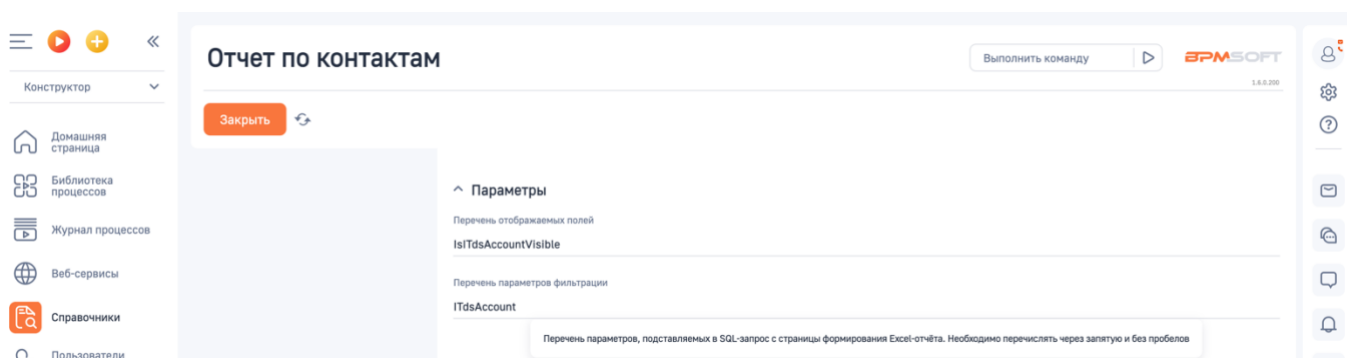 Отчет по контактам
Выполнить команду
BPMSOFT
1.6.0.200
Конструктор
Закрыть
Домашняя
страница
Библиотека
процессов
Журнал процессов
Веб-сервисы
Справочники
Пользователи
Параметры
Перечень отображаемых полей
IsITdsAccountVisible
Перечень параметров фильтрации
ITdsAccount
Перечень параметров, подставляемых в SQL-запрос с страницы формирования Excel-отчёта. Необходимо перечислять через запятую и без пробелов